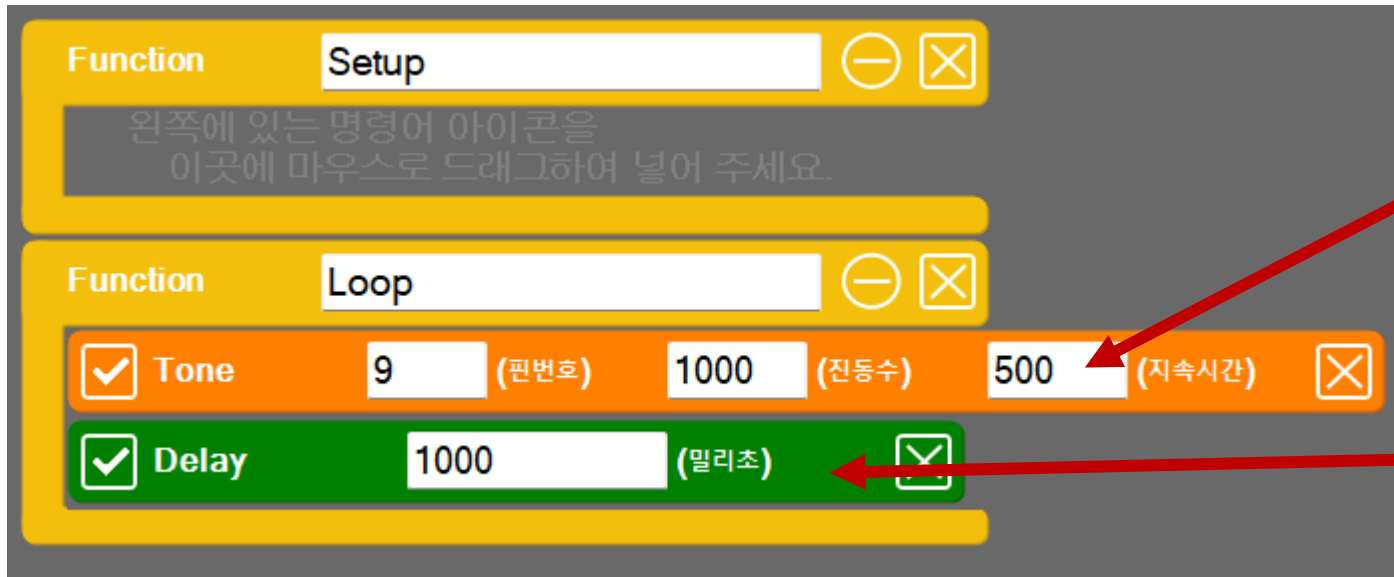 Function Setup
왼쪽에 있는 명령어 아이콘을
이곳에 마우스로 드래그하여 넣어 주세요.
Function Loop
Tone 9 (핀번호) 1000 (진동수) 500 (지속시간)
Delay 1000 (밀리초)